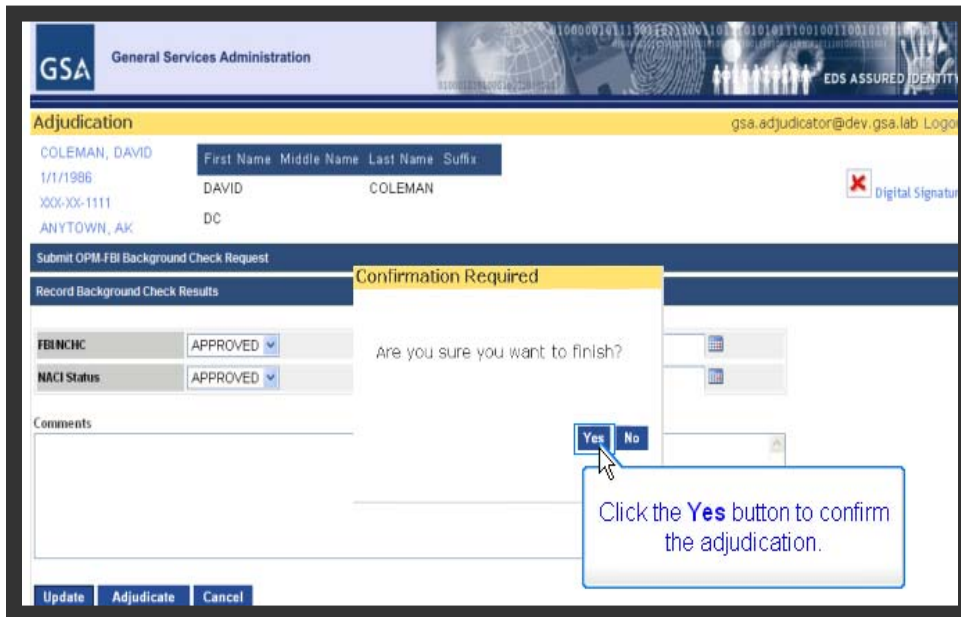 GSA
General Services Administration
EDS ASSURED IDENTITY
Adjudication
gsa.adjudicator@dev.gsa.lab Logou
COLEMAN, DAVID
1/1/1986
XXX-XX-1111
ANYTOWN, AK
First Name Middle Name Last Name Suffix
DAVID COLEMAN
DC
Digital Signatur
Submit OPM-FBI Background Check Request
Record Background Check Results
Confirmation Required
Are you sure you want to finish?
Yes No
FBI NCHC APPROVED
NACI Status APPROVED
Comments
Click the Yes button to confirm
the adjudication.
Update Adjudicate Cancel